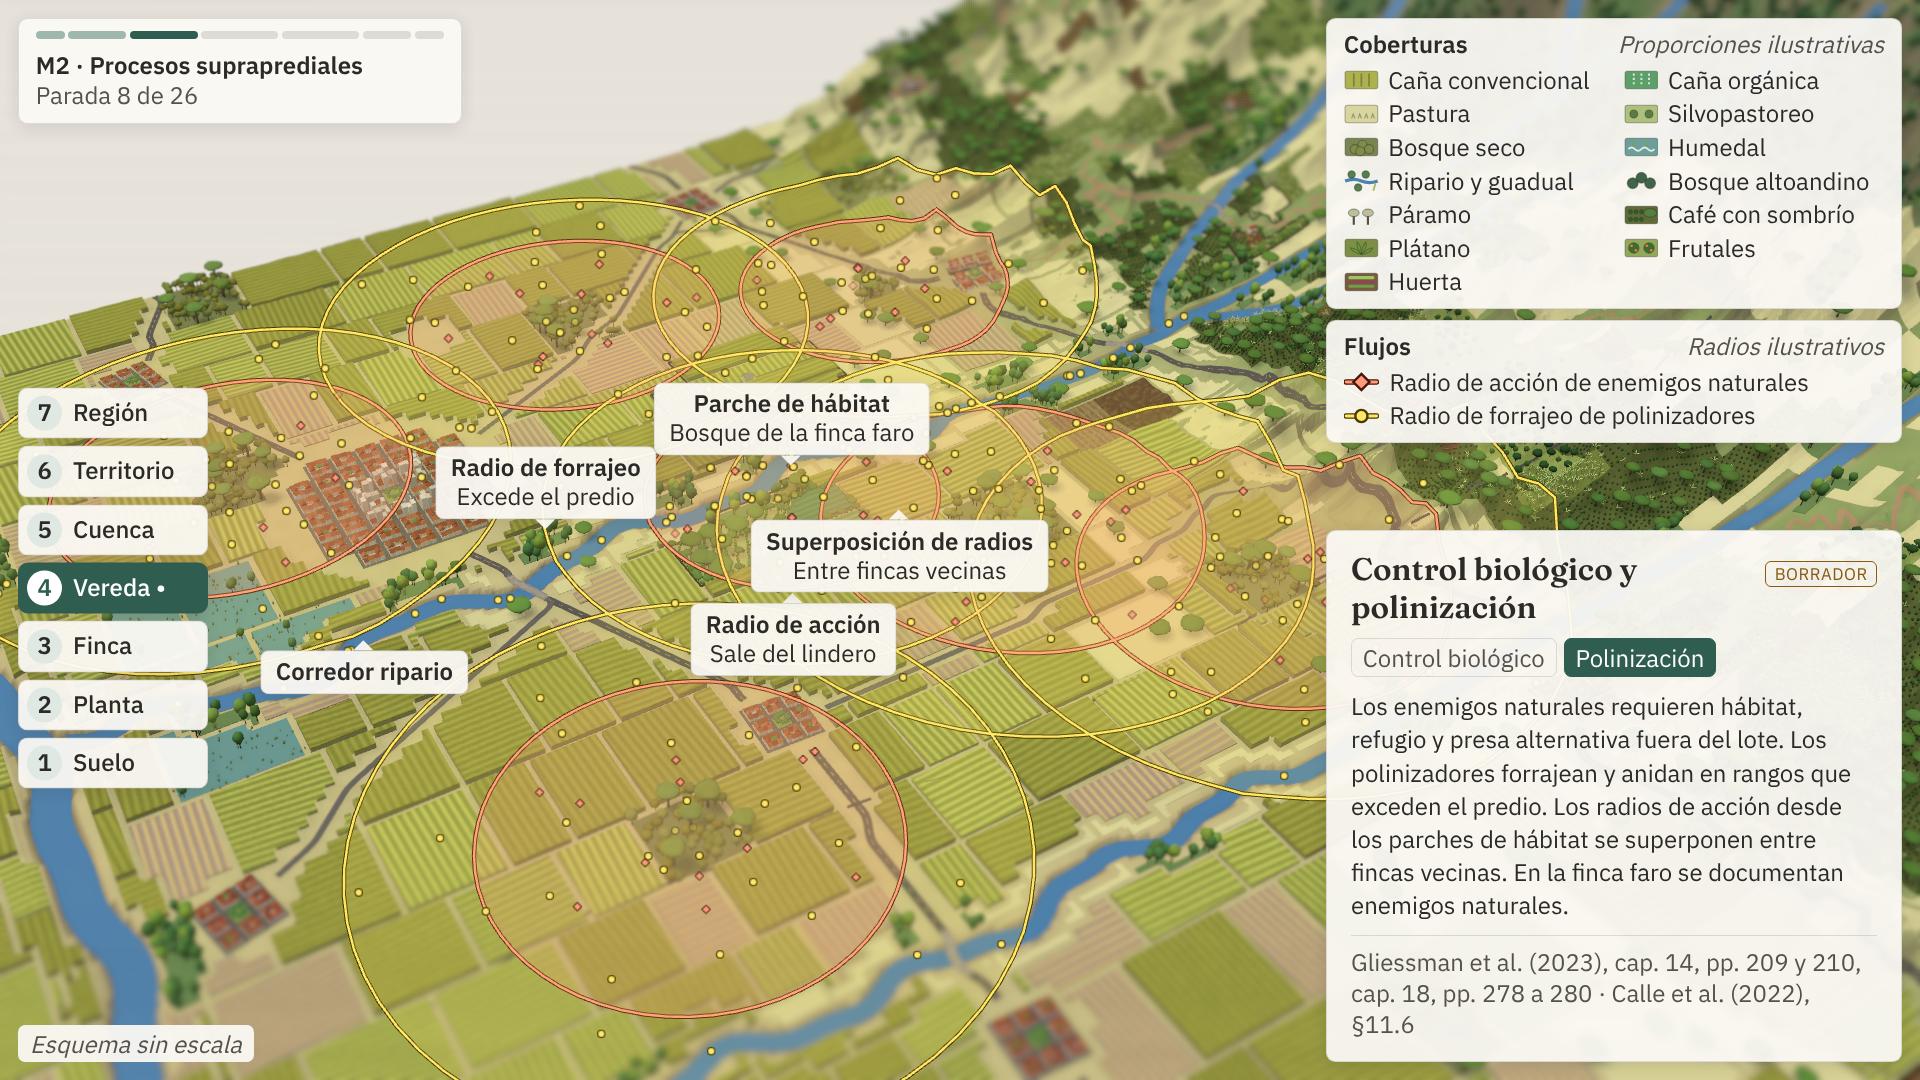 M2 · Procesos supraprediales
Parada 8 de 26
Coberturas
Proporciones ilustrativas
Caña convencional
Caña orgánica
Pastura
Silvopastoreo
Bosque seco
Humedal
Ripario y guadual
Bosque altoandino
Páramo
Café con sombrío
Plátano
Frutales
Huerta
Flujos
Radios ilustrativos
Radio de acción de enemigos naturales
Radio de forrajeo de polinizadores
7 Región
6 Territorio
5 Cuenca
4 Vereda •
3 Finca
2 Planta
1 Suelo
Parche de hábitat
Bosque de la finca faro
Radio de forrajeo
Excede el predio
Superposición de radios
Entre fincas vecinas
Radio de acción
Sale del lindero
Corredor ripario
Control biológico y
polinización
BORRADOR
Control biológico
Polinización
Los enemigos naturales requieren hábitat,
refugio y presa alternativa fuera del lote. Los
polinizadores forrajean y anidan en rangos que
exceden el predio. Los radios de acción desde
los parches de hábitat se superponen entre
fincas vecinas. En la finca faro se documentan
enemigos naturales.
Gliessman et al. (2023), cap. 14, pp. 209 y 210,
cap. 18, pp. 278 a 280 · Calle et al. (2022),
§11.6
Esquema sin escala